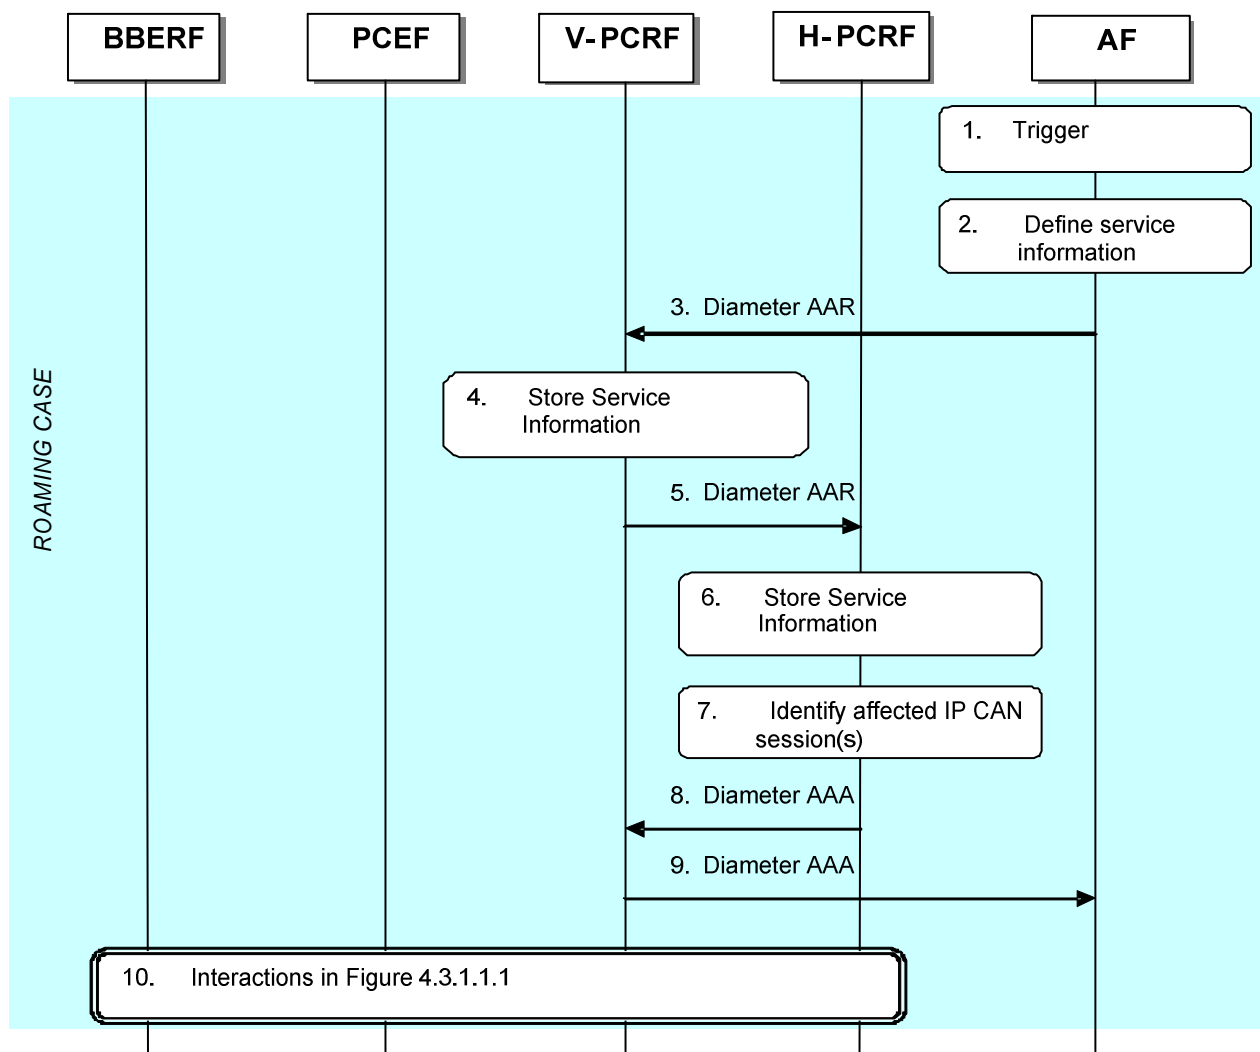 BBERF
PCEF
V-PCRF
H-PCRF
AF
1. Trigger
2. Define service
information
3. Diameter AAR
ROAMING CASE
4. Store Service
Information
5. Diameter AAR
6. Store Service
Information
7. Identify affected IP CAN
session(s)
8. Diameter AAA
9. Diameter AAA
10. Interactions in Figure 4.3.1.1.1